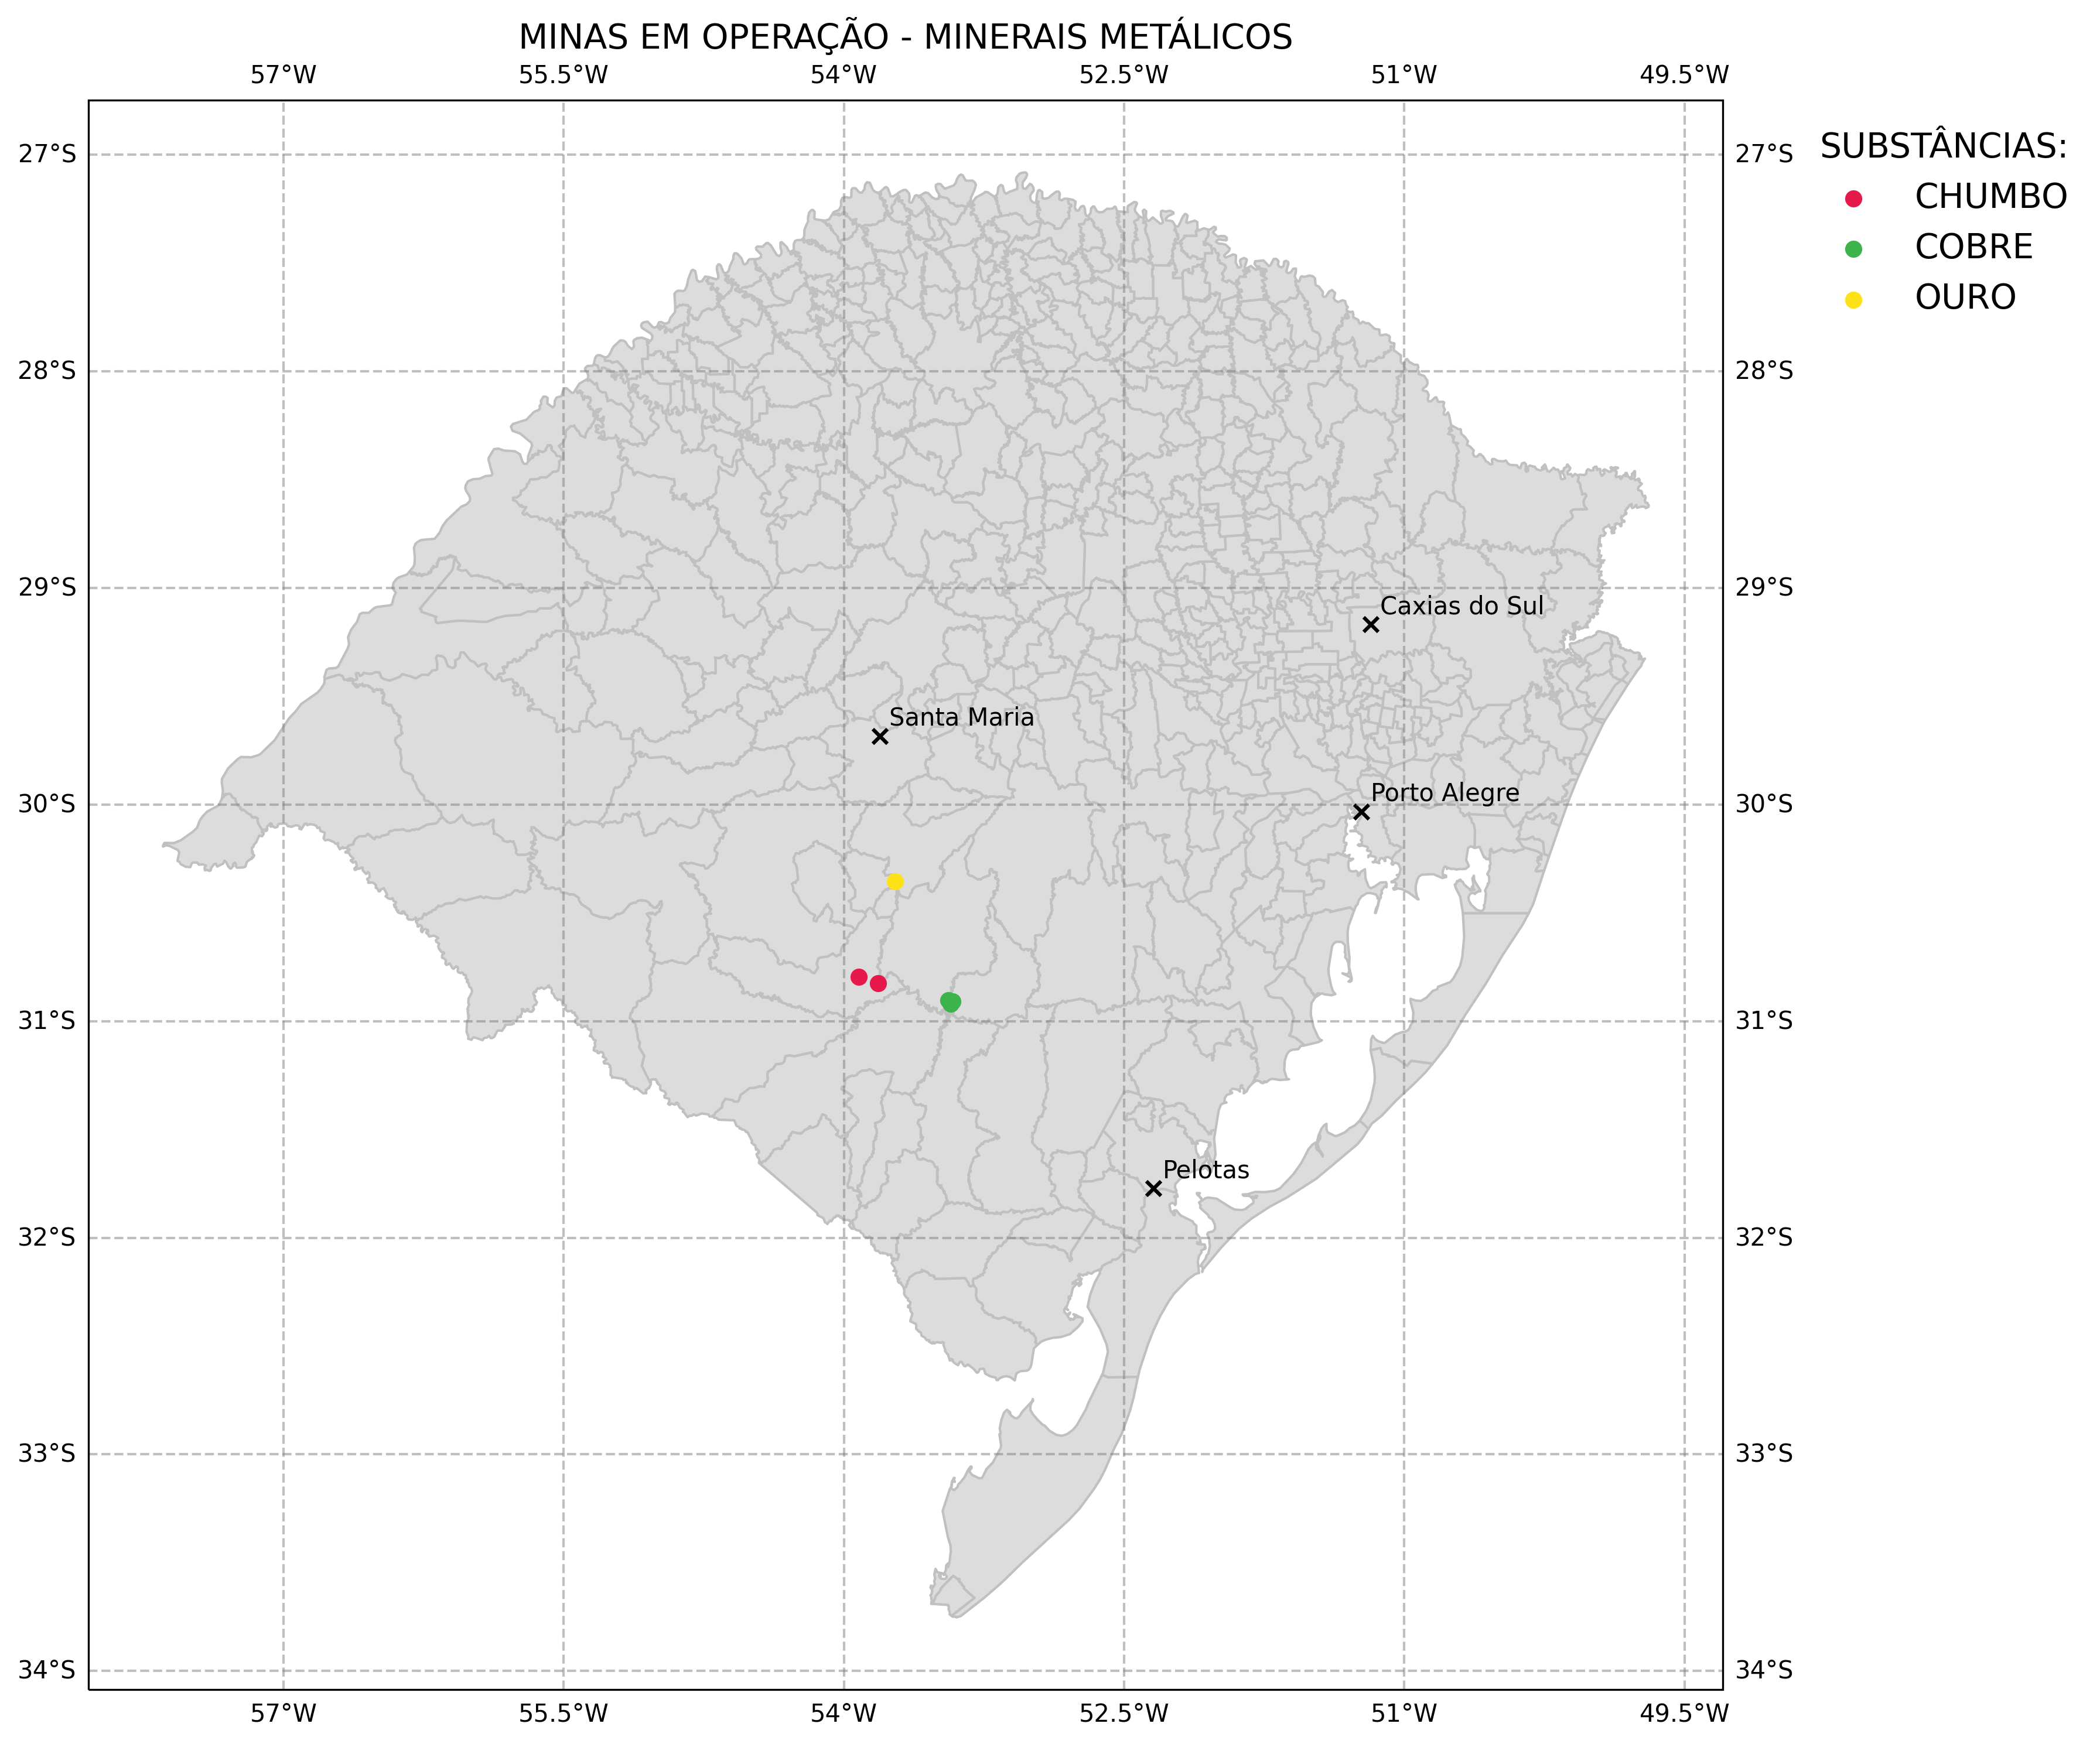 MINAS EM OPERAÇÃO - MINERAIS METÁLICOS
57°W 55.5°W 54°W 52.5°W 51°W 49.5°W
27°S 27°S
SUBSTÂNCIAS:
CHUMBO
COBRE
OURO
28°S 28°S
29°S 29°S
Caxias do Sul
Santa Maria
Porto Alegre
30°S 30°S
31°S 31°S
Pelotas
32°S 32°S
33°S 33°S
34°S 34°S
57°W 55.5°W 54°W 52.5°W 51°W 49.5°W